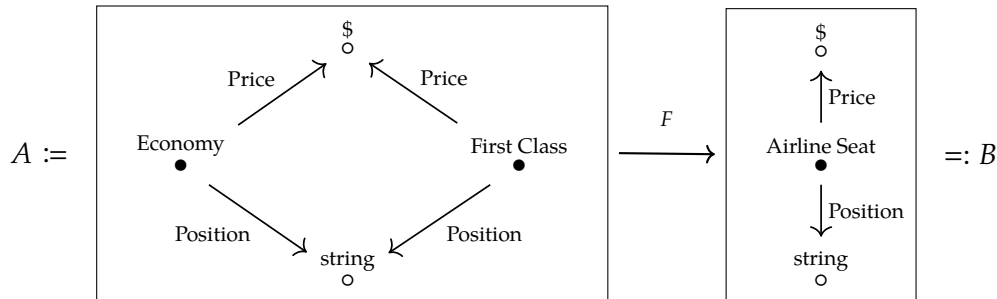 $
Price Price
Economy First Class
A :=
Position Position
string
F
$
Price
Airline Seat
Position
string
=: B